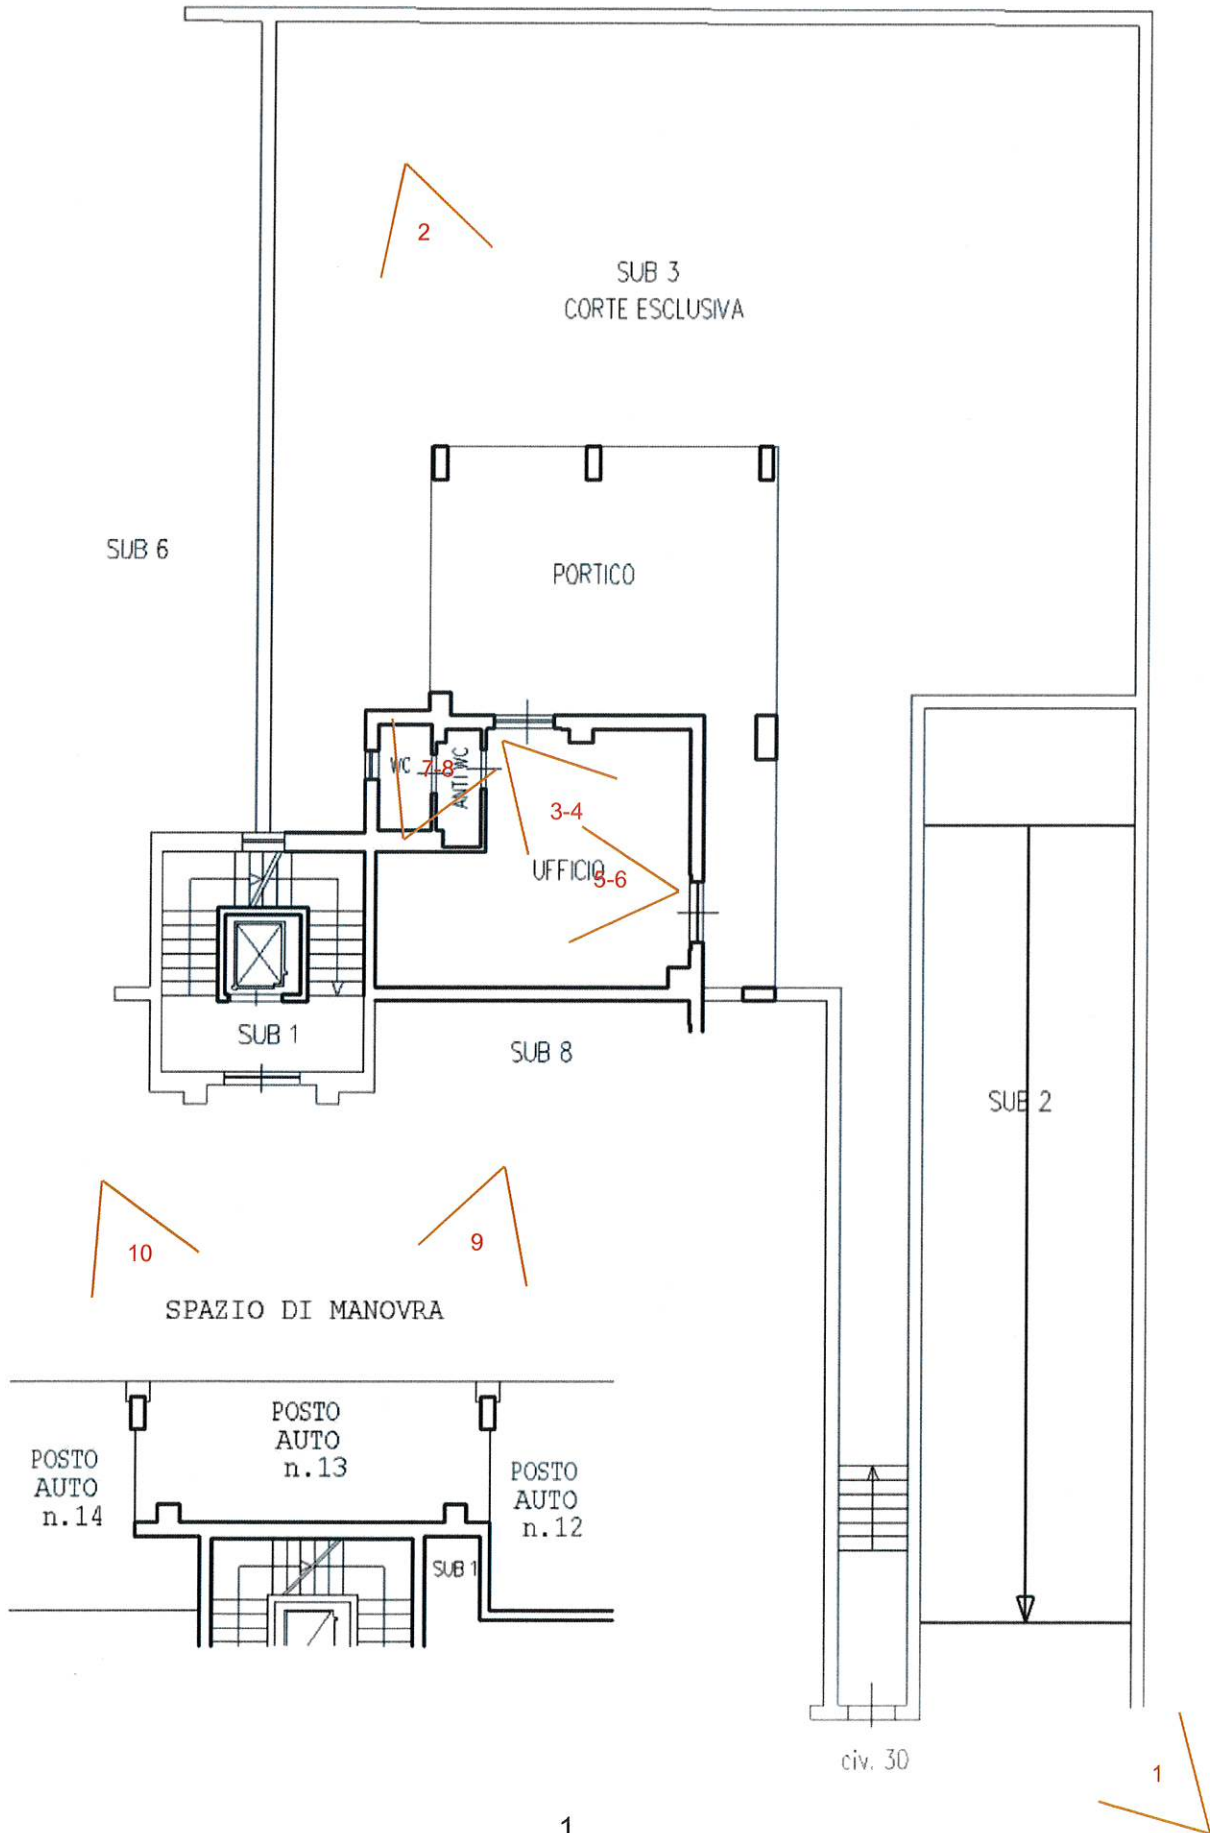 2
SUB 3
CORTE ESCLUSIVA
SUB 6
PORTICO
WC
7-8
ANTI WC
3-4
UFFICIO
5-6
SUB 1
SUB 8
SUB 2
10
9
SPAZIO DI MANOVRA
POSTO
AUTO
n.13
POSTO
AUTO
n.14
POSTO
AUTO
n.12
SUB 1
civ. 30
1
1